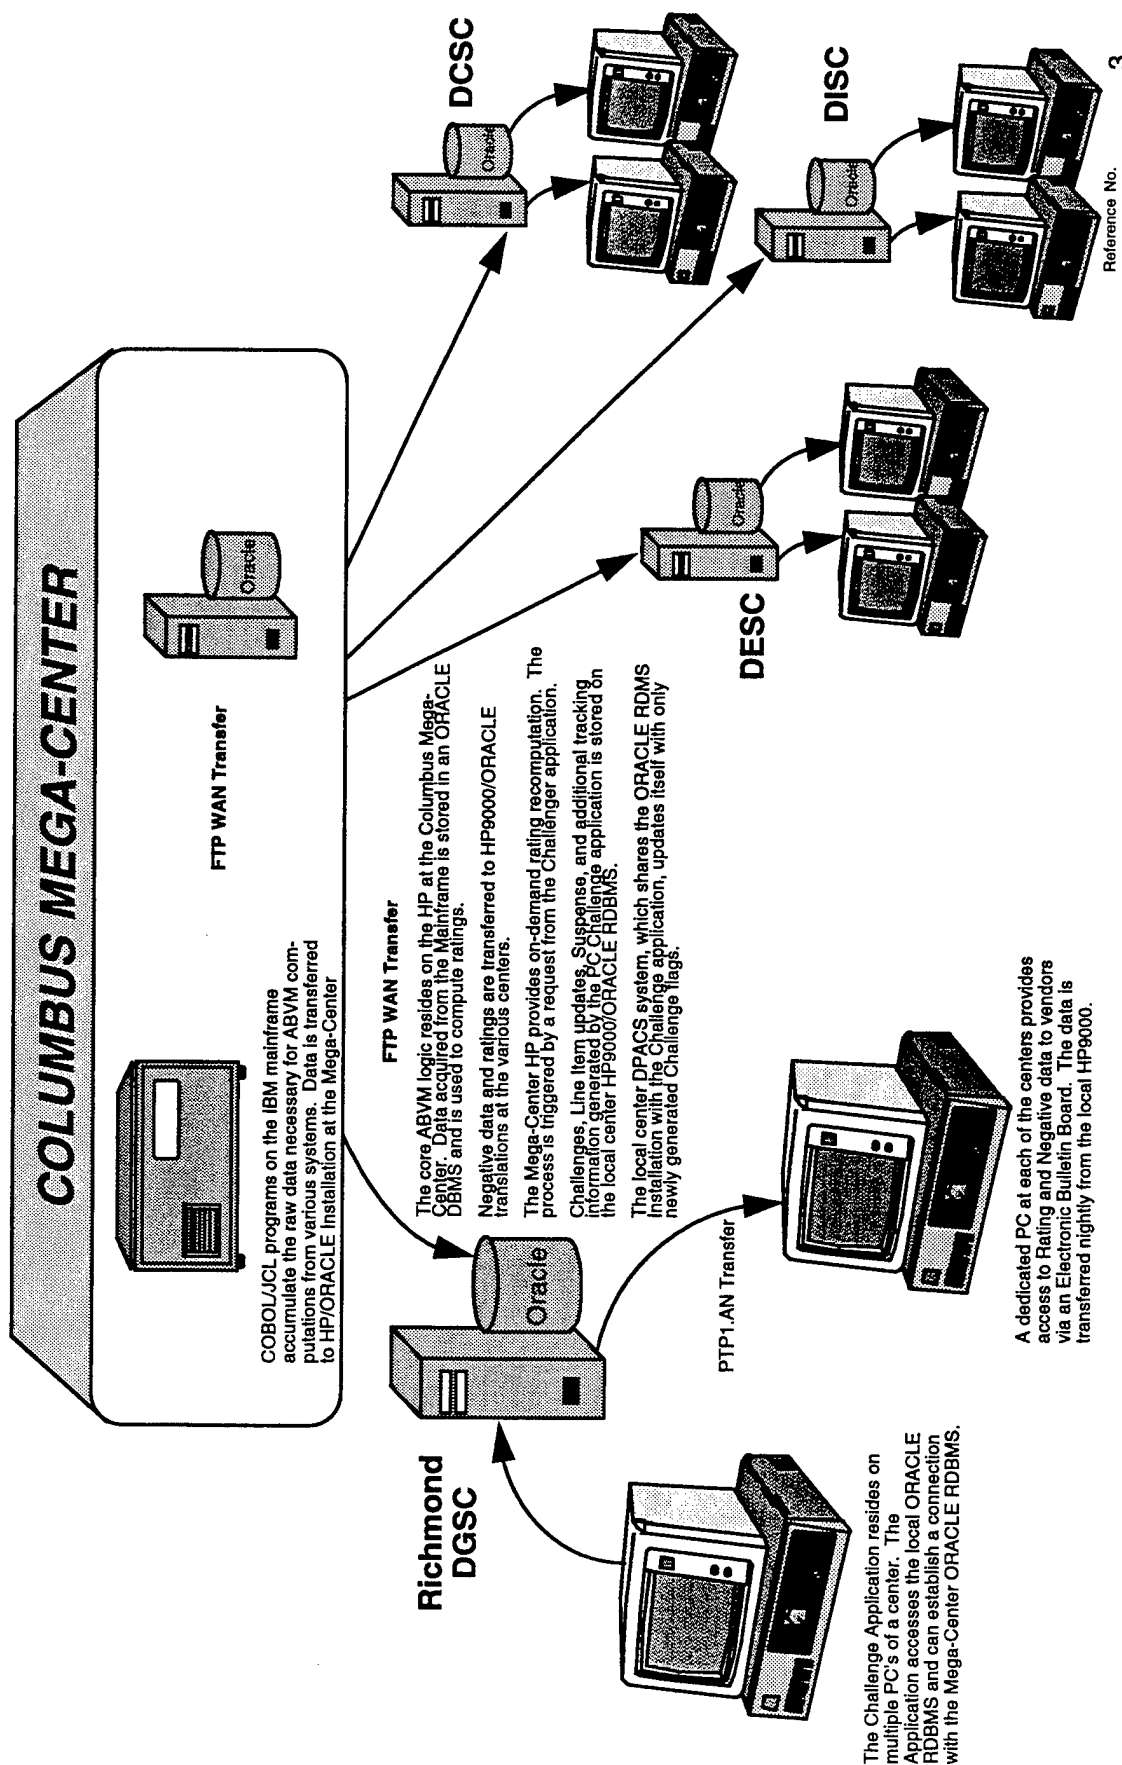 COLUMBUS MEGA-CENTER
COBOL/JCL programs on the IBM mainframe
accumulate the raw data necessary for ABVM com-
putations from various systems.  Data is transferred
to HP/ORACLE Installation at the Mega-Center
FTP WAN Transfer
Oracle
FTP WAN Transfer
The core ABVM logic resides on the HP at the Columbus Mega-
Center.  Data acquired from the Mainframe is stored in an ORACLE
DBMS and is used to compute ratings.
Negative data and ratings are transferred to HP9000/ORACLE
translations at the various centers.
The Mega-Center HP provides on-demand rating recomputation.  The
process is triggered by a request from the Challenger application.
Challenges, Line Item updates, Suspense, and additional tracking
information generated by the PC Challenge application is stored on
the local center HP9000/ORACLE RDBMS.
The local center DPACS system, which shares the ORACLE RDMS
Installation with the Challenge application, updates itself with only
newly generated Challenge flags.
Richmond
DGSC
Oracle
PTP1.AN Transfer
The Challenge Application resides on
multiple PC's of a center.  The
Application accesses the local ORACLE
RDBMS and can establish a connection
with the Mega-Center ORACLE RDBMS.
A dedicated PC at each of the centers provides
access to Rating and Negative data to vendors
via an Electronic Bulletin Board.  The data is
transferred nightly from the local HP9000.
DESC
Oracle
DCSC
Oracle
DISC
Oracle
Reference No.
3